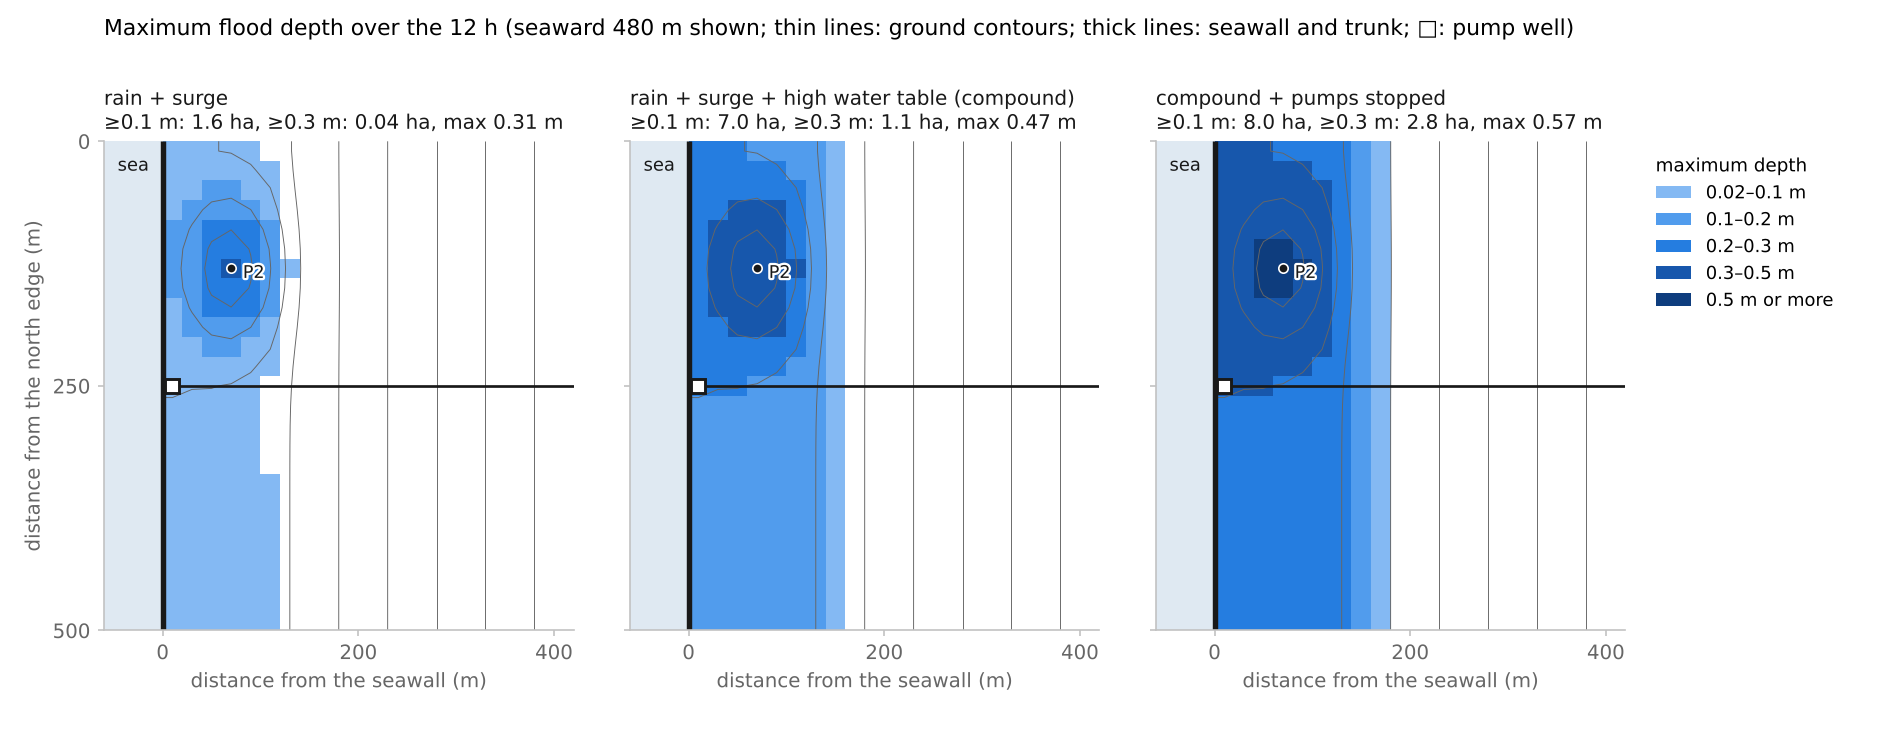 Maximum flood depth over the 12 h (seaward 480 m shown; thin lines: ground contours; thick lines: seawall and trunk; □: pump well)
rain + surge
≥0.1 m: 1.6 ha, ≥0.3 m: 0.04 ha, max 0.31 m
rain + surge + high water table (compound)
≥0.1 m: 7.0 ha, ≥0.3 m: 1.1 ha, max 0.47 m
compound + pumps stopped
≥0.1 m: 8.0 ha, ≥0.3 m: 2.8 ha, max 0.57 m
distance from the north edge (m)
0
250
500
sea
P2
0
200
400
distance from the seawall (m)
sea
P2
0
200
400
distance from the seawall (m)
sea
P2
0
200
400
distance from the seawall (m)
maximum depth
0.02–0.1 m
0.1–0.2 m
0.2–0.3 m
0.3–0.5 m
0.5 m or more